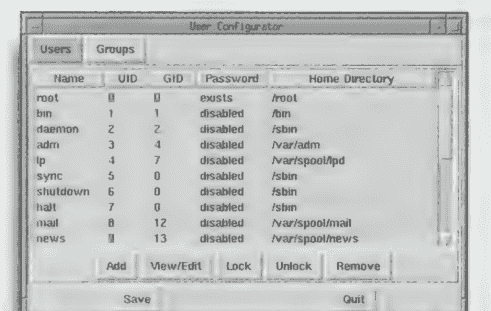 User Configurator
Users Groups
Name UID GID Password Home Directory
root 0 0 exists /root
bin 1 1 disabled /bin
daemon 2 2 disabled /sbin
adm 3 4 disabled /var/adm
lp 4 7 disabled /var/spool/lpd
sync 5 0 disabled /sbin
shutdown 6 0 disabled /sbin
halt 7 0 disabled /sbin
mail 8 12 disabled /var/spool/mail
news 9 13 disabled /var/spool/news
Add View/Edit Lock Unlock Remove
Save Quit